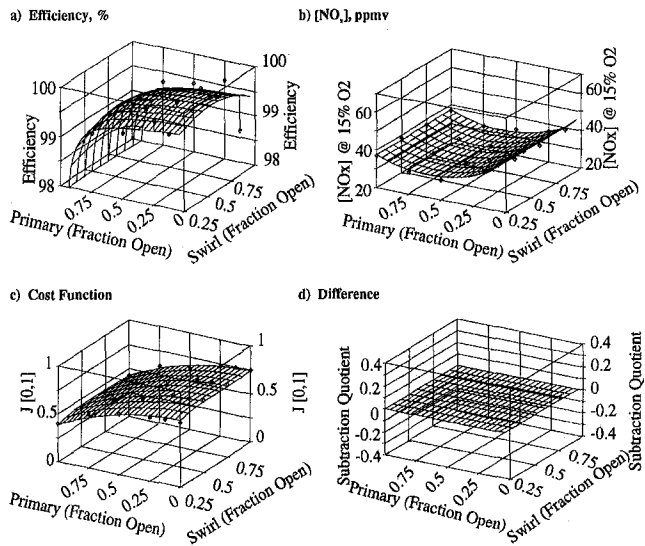 a) Efficiency, %
100
99
98
Efficiency
100
99
98
Efficiency
0.75
0.5
0.25
0
Primary (Fraction Open)
0.25
0.5
0.75
Swirl (Fraction Open)
b) [NOx], ppmv
60
40
20
[NOx] @ 15% O2
60
40
20
[NOx] @ 15% O2
0.75
0.5
0.25
0
Primary (Fraction Open)
0.25
0.5
0.75
Swirl (Fraction Open)
c) Cost Function
1
0.5
0
J [0,1]
1
0.5
0
J [0,1]
0.75
0.5
0.25
0
Primary (Fraction Open)
0.25
0.5
0.75
Swirl (Fraction Open)
d) Difference
0.4
0.2
0
-0.2
-0.4
Subtraction Quotient
0.4
0.2
0
-0.2
-0.4
Subtraction Quotient
0.75
0.5
0.25
0
Primary (Fraction Open)
0.25
0.5
0.75
Swirl (Fraction Open)